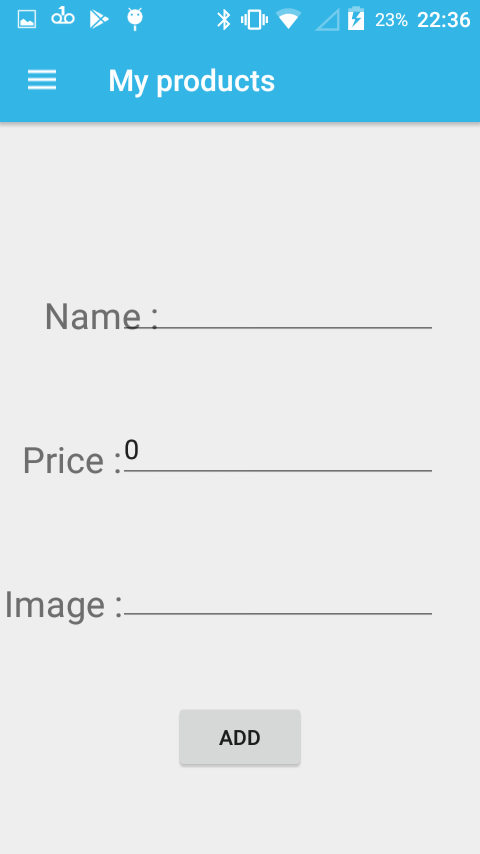 23% 22:36
My products
Name :
Price : 0
Image :
ADD